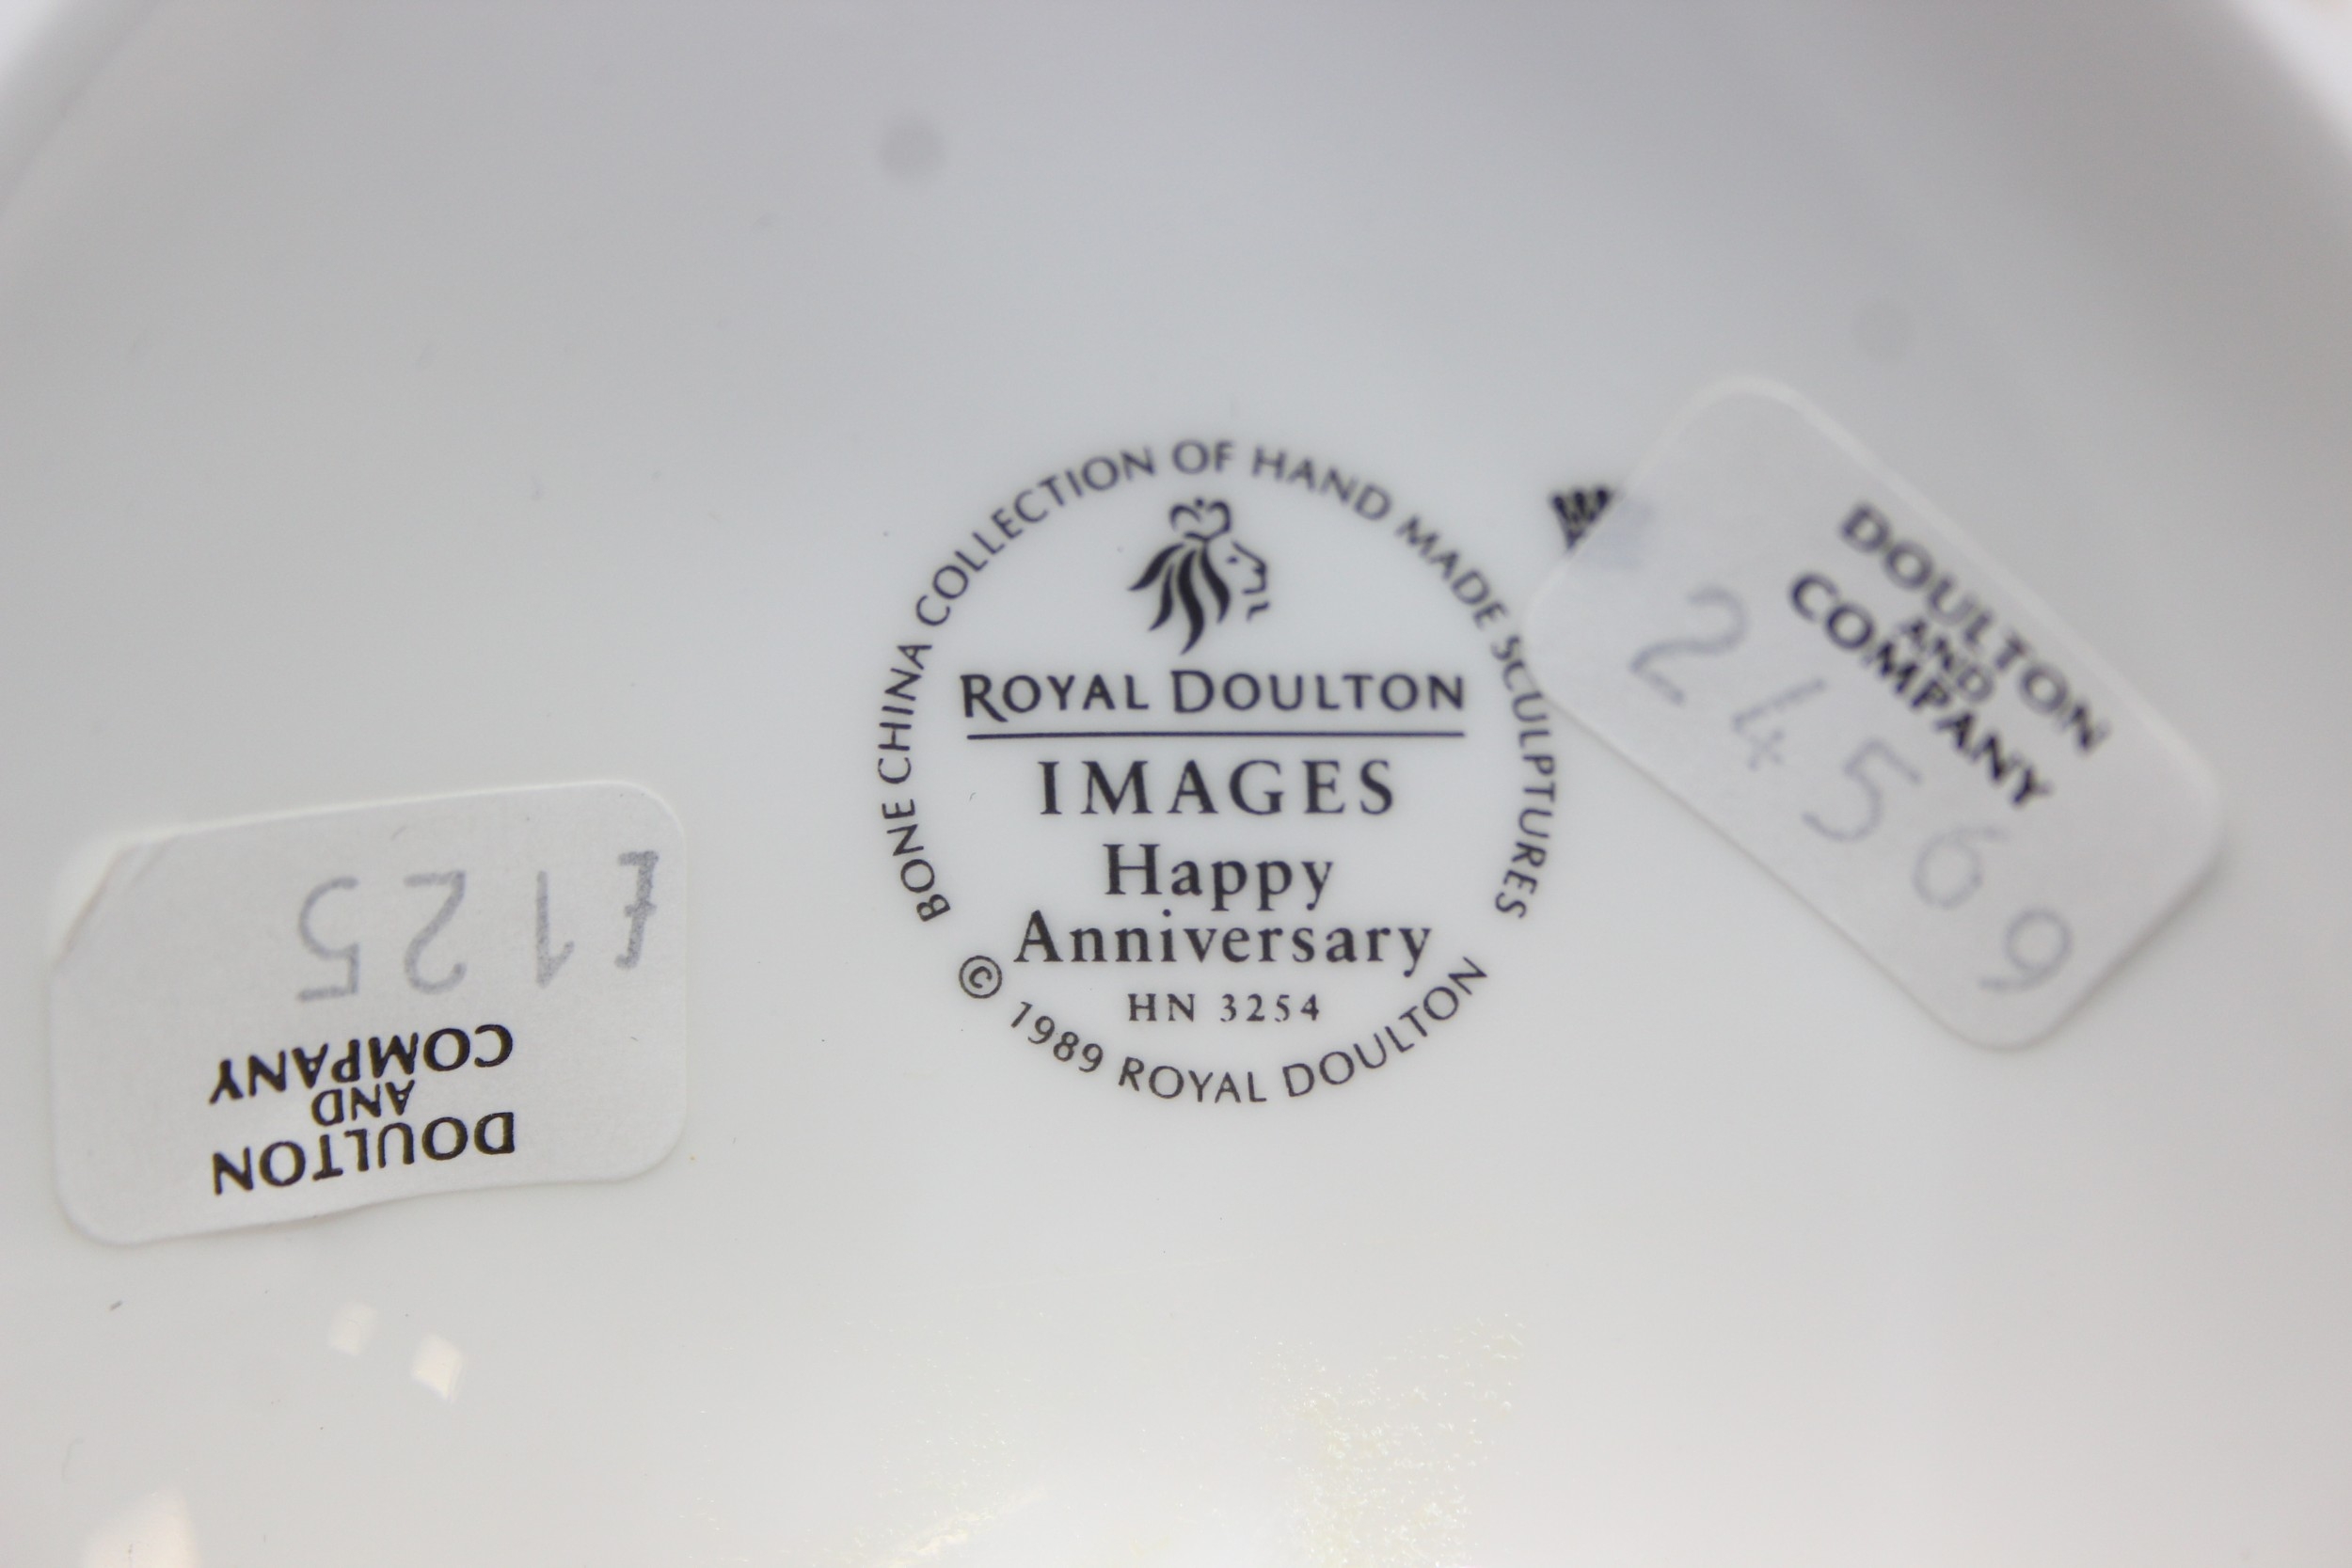 BONE CHINA COLLECTION OF HAND MADE SCULPTURES
ROYAL DOULTON
IMAGES
Happy
Anniversary
HN 3254
© 1989 ROYAL DOULTON
DOULTON
AND
COMPANY
24569
DOULTON
AND
COMPANY
£125